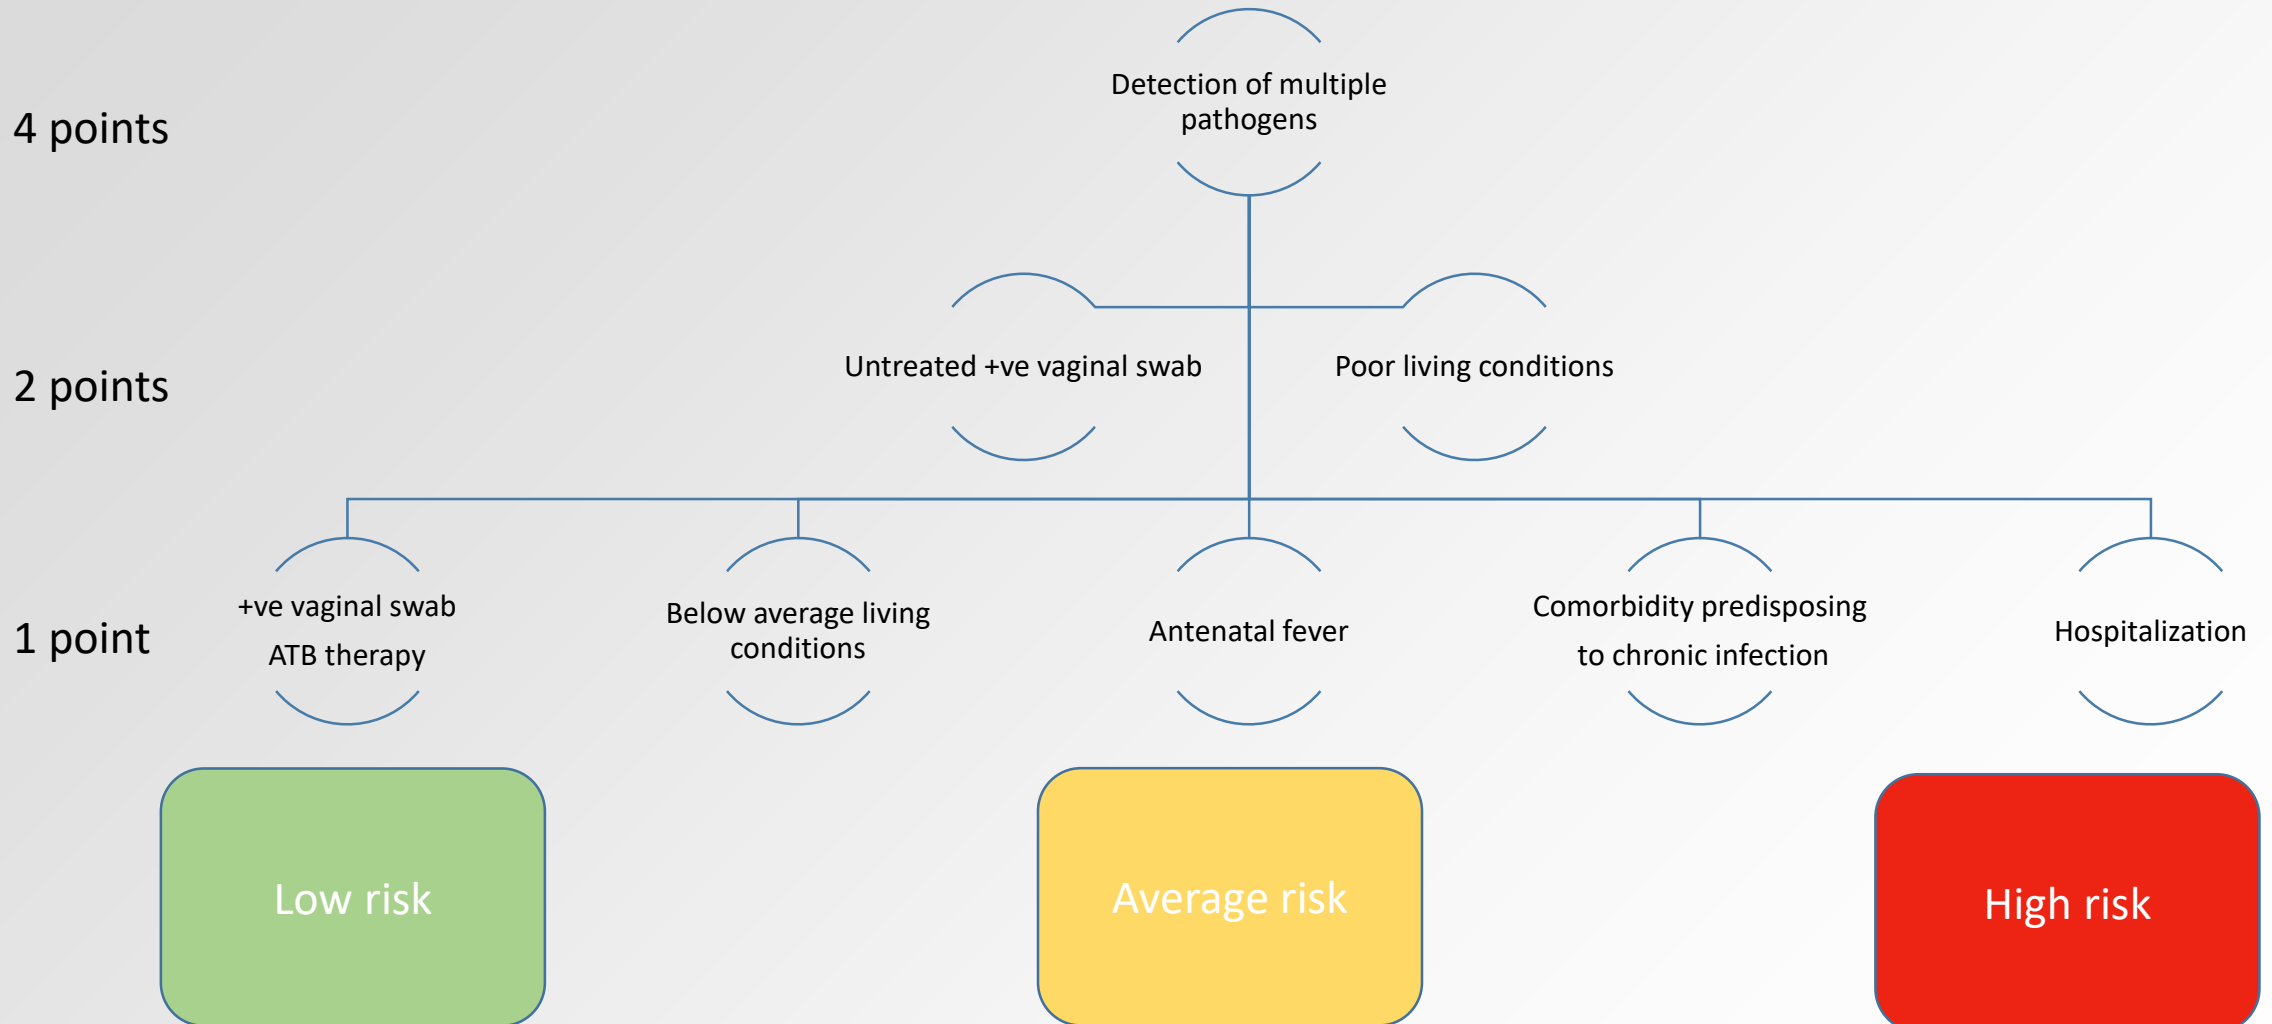 4 points
Detection of multiple
pathogens
2 points
Untreated +ve vaginal swab
Poor living conditions
1 point
+ve vaginal swab
ATB therapy
Below average living
conditions
Antenatal fever
Comorbidity predisposing
to chronic infection
Hospitalization
Low risk
Average risk
High risk